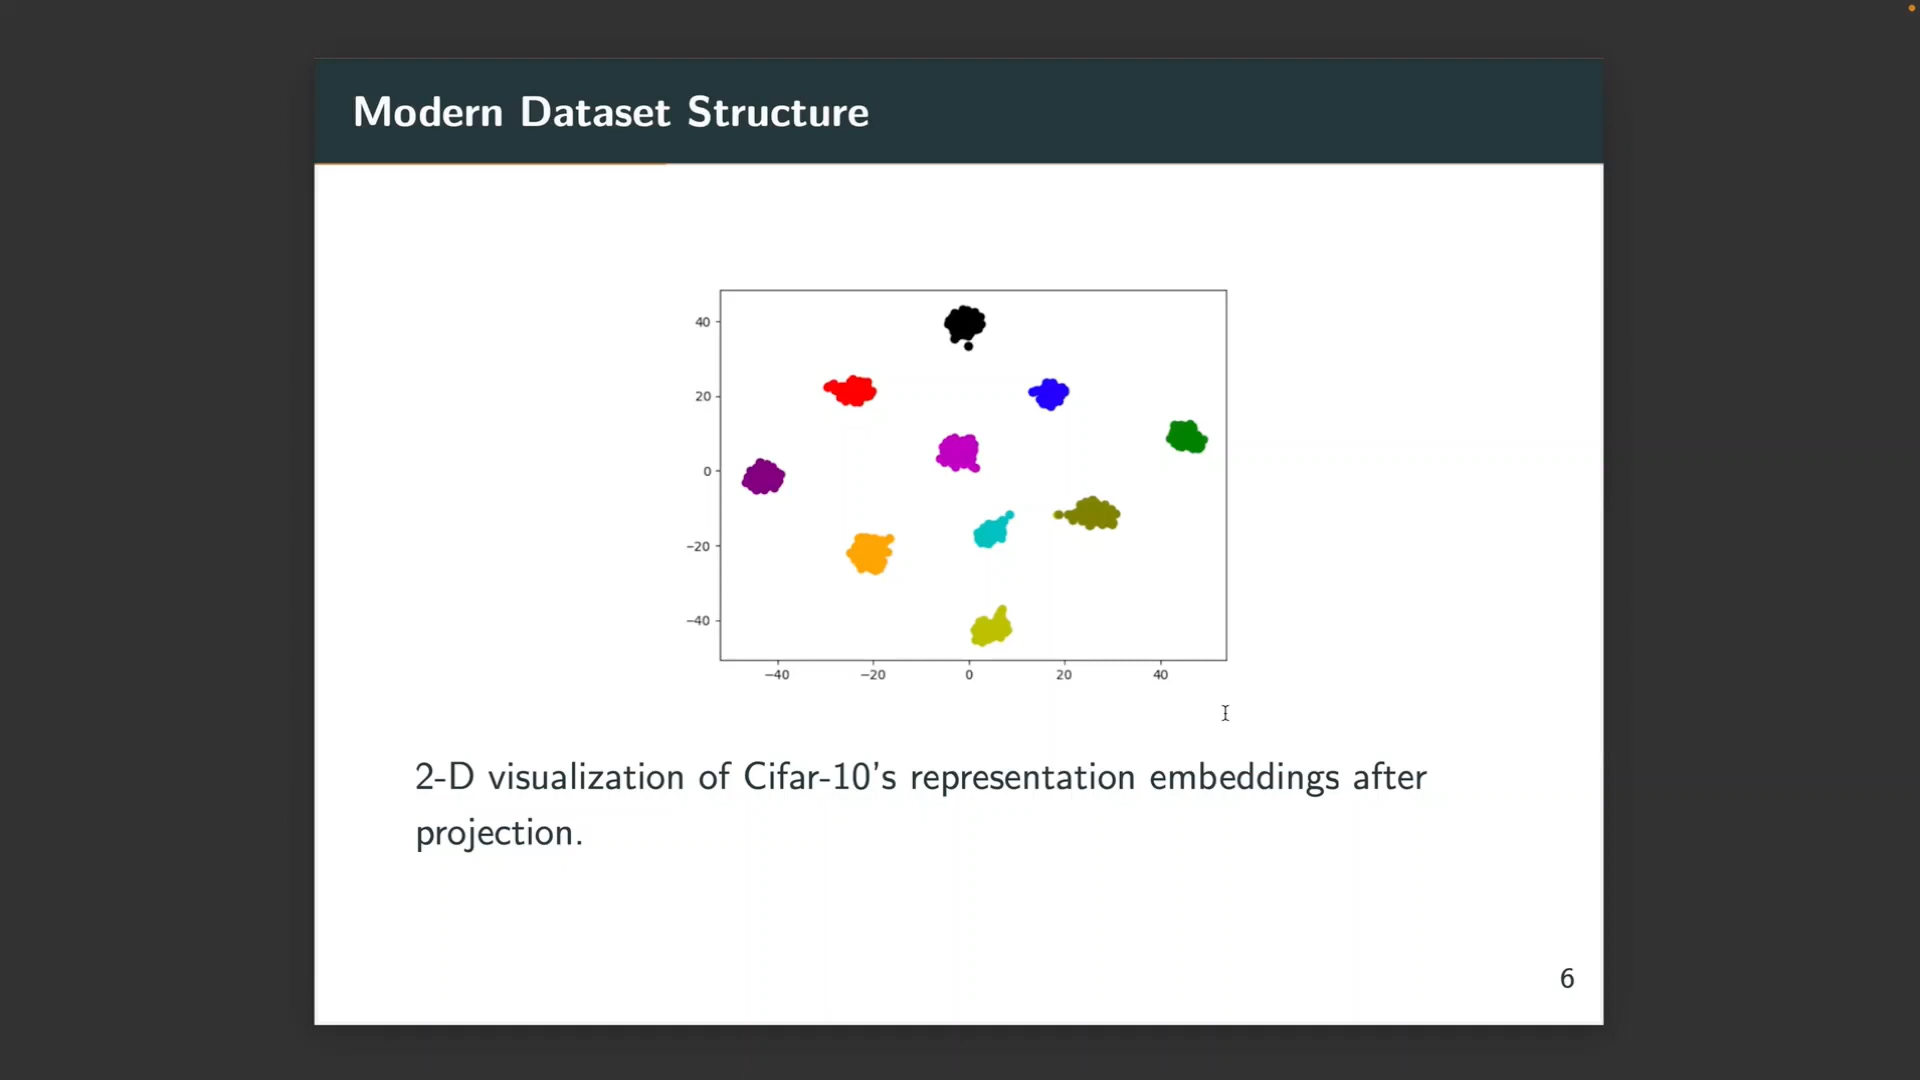 Modern Dataset Structure
40
20
0
−20
−40
−40 −20 0 20 40
2-D visualization of Cifar-10's representation embeddings after
projection.
6